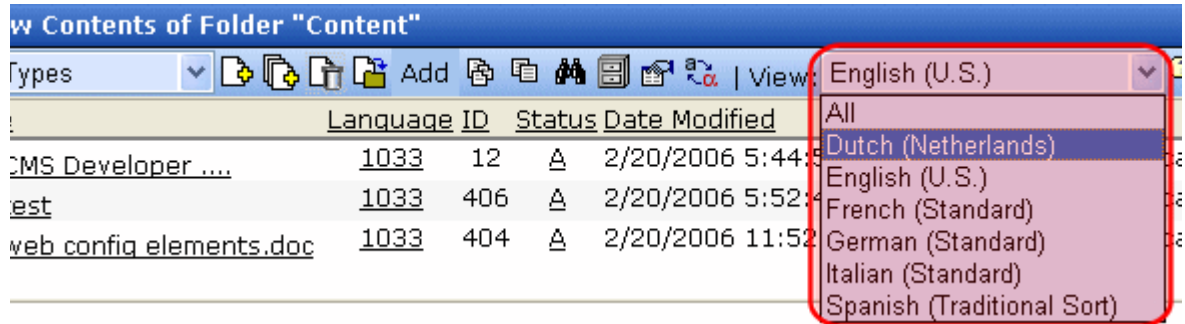 w Contents of Folder "Content"
Types Add | View: English (U.S.)
Language ID Status Date Modified
All
Dutch (Netherlands)
English (U.S.)
French (Standard)
German (Standard)
Italian (Standard)
Spanish (Traditional Sort)
CMS Developer .... 1033 12 A 2/20/2006 5:44:
test 1033 406 A 2/20/2006 5:52:
web config elements.doc 1033 404 A 2/20/2006 11:52